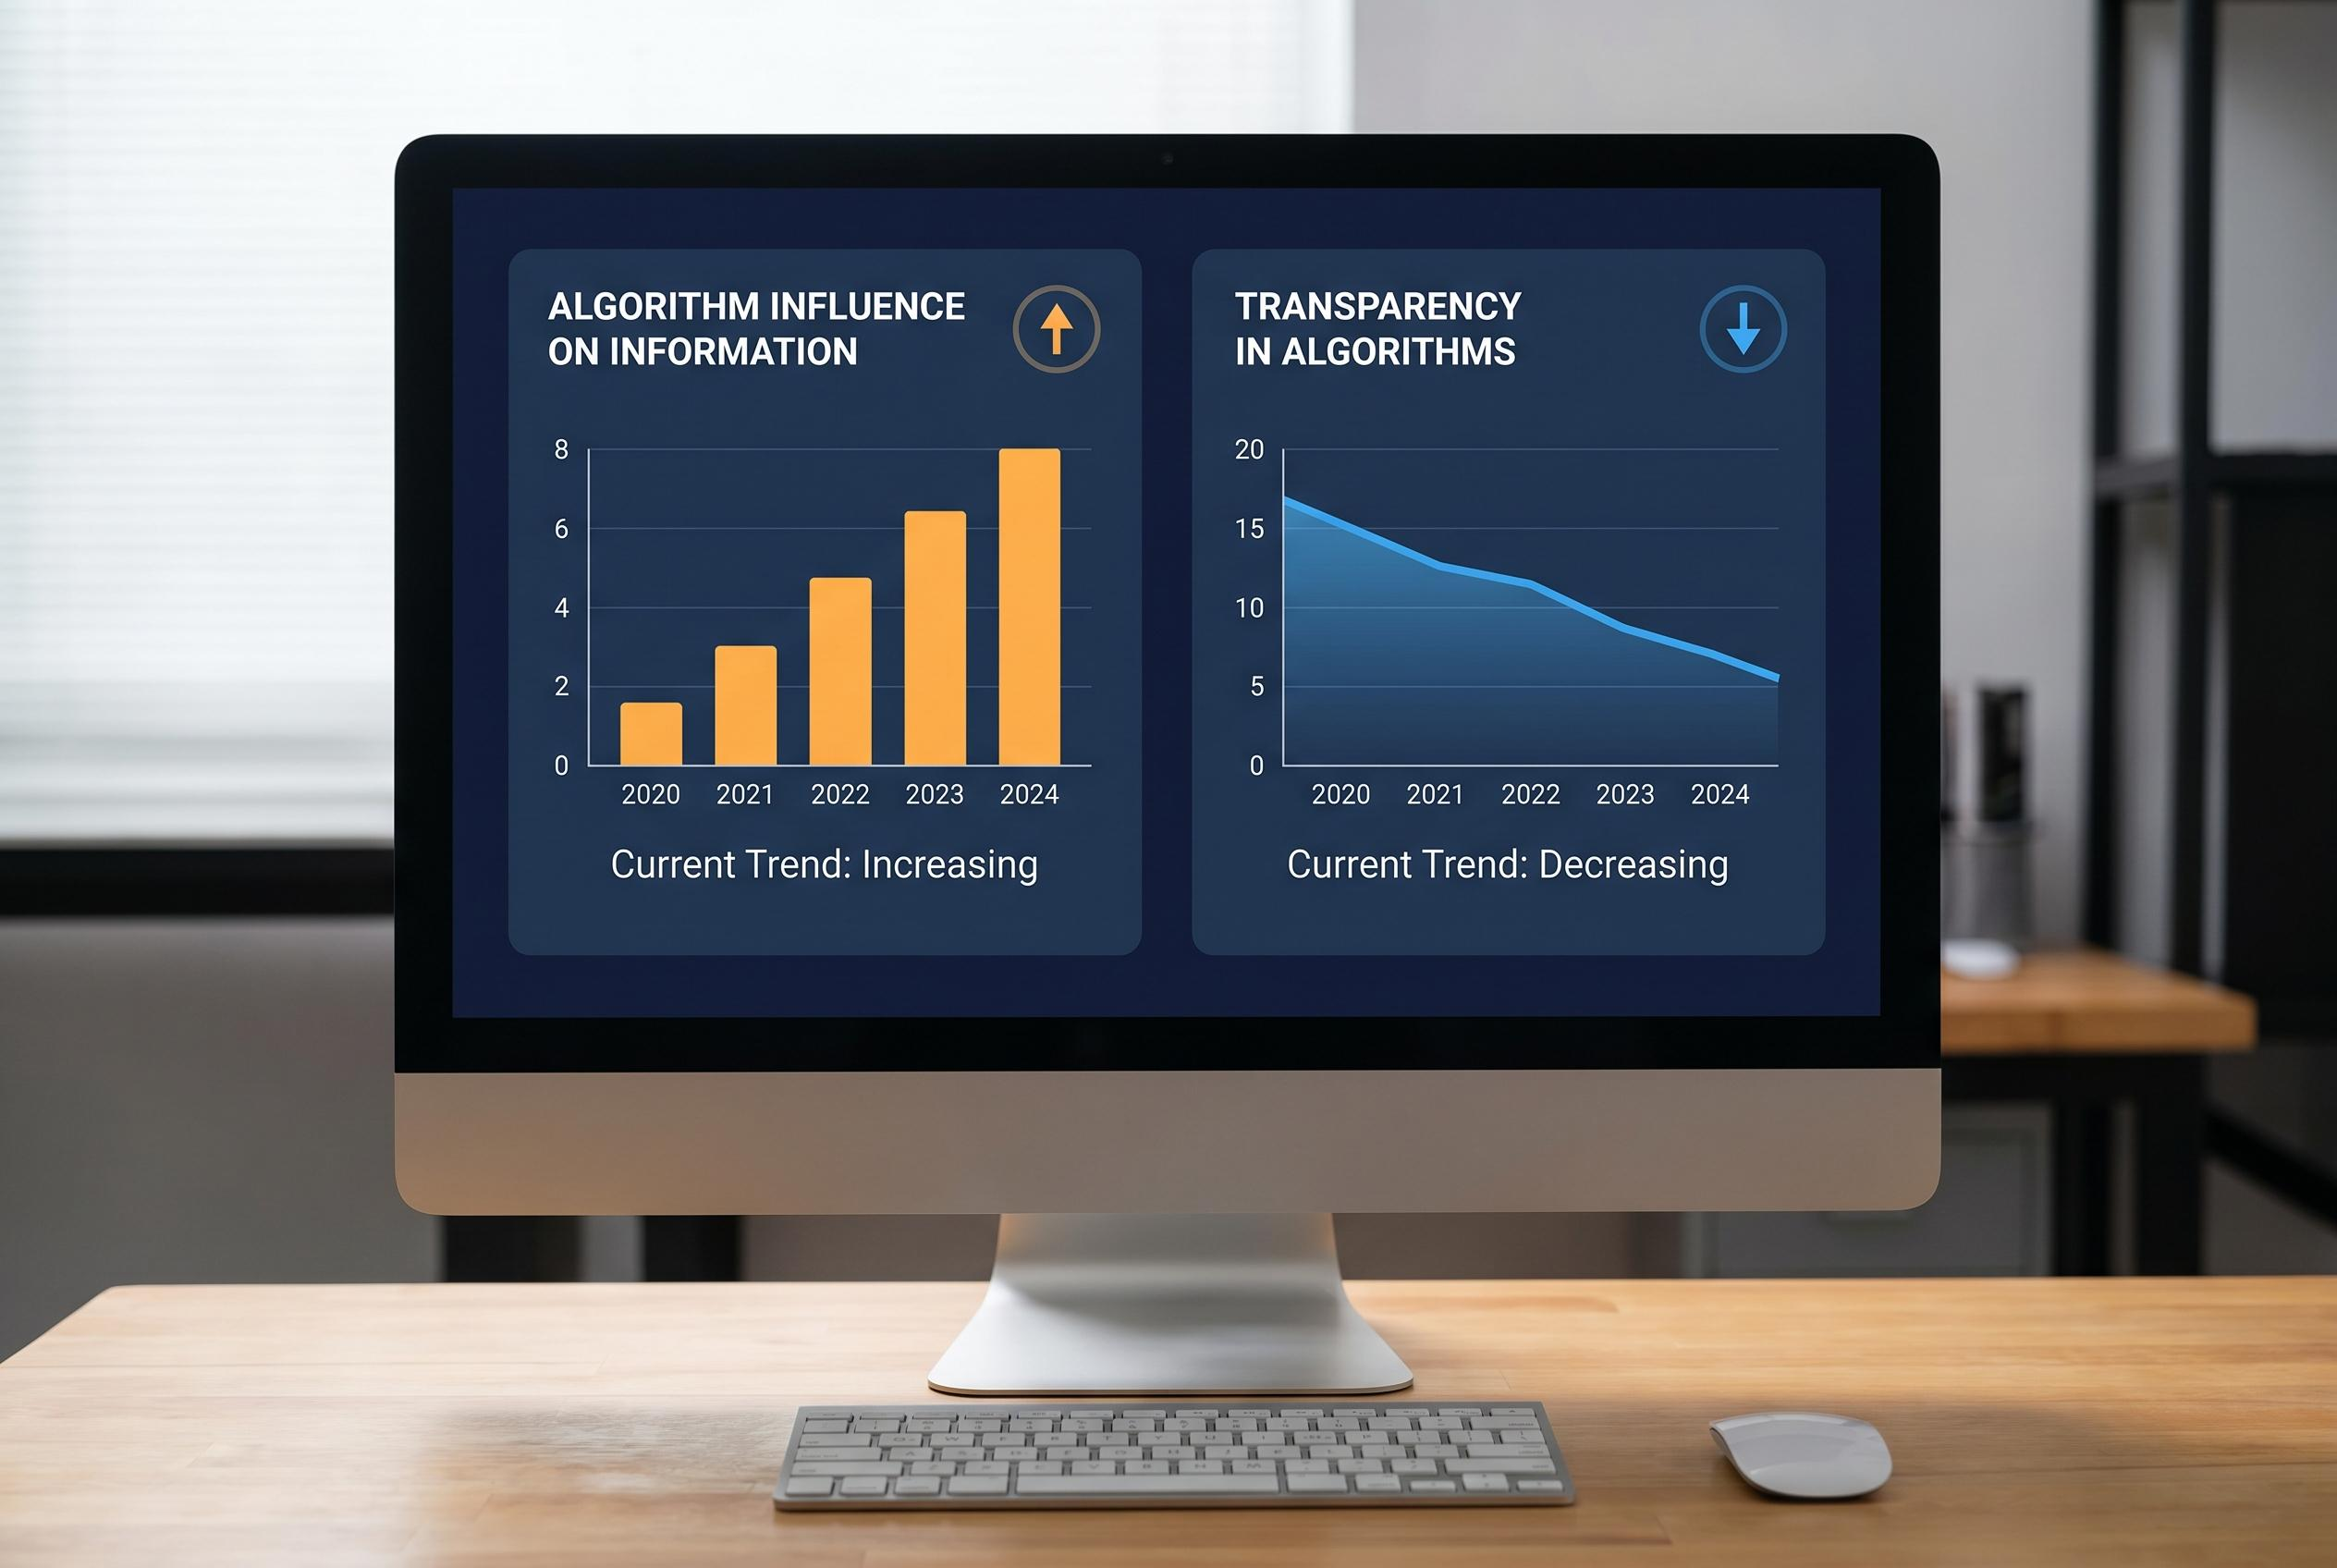 ALGORITHM INFLUENCE
ON INFORMATION
8
6
4
2
0
2020 2021 2022 2023 2024
Current Trend: Increasing
TRANSPARENCY
IN ALGORITHMS
20
15
10
5
0
2020 2021 2022 2023 2024
Current Trend: Decreasing